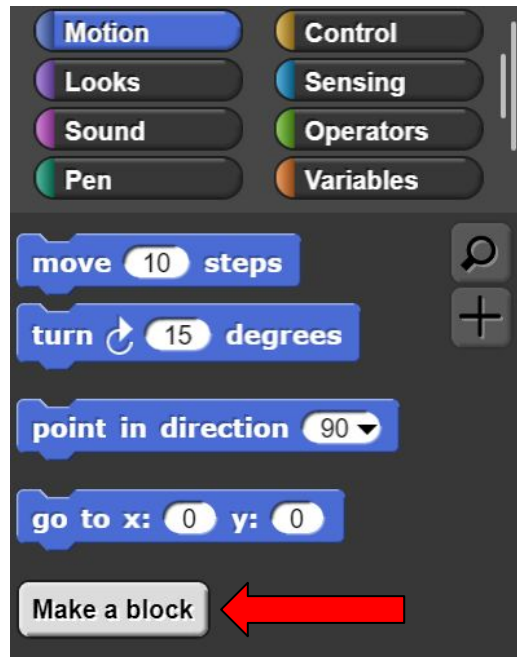 Motion Control
Looks Sensing
Sound Operators
Pen Variables
move 10 steps
turn 15 degrees
point in direction 90
go to x: 0 y: 0
Make a block